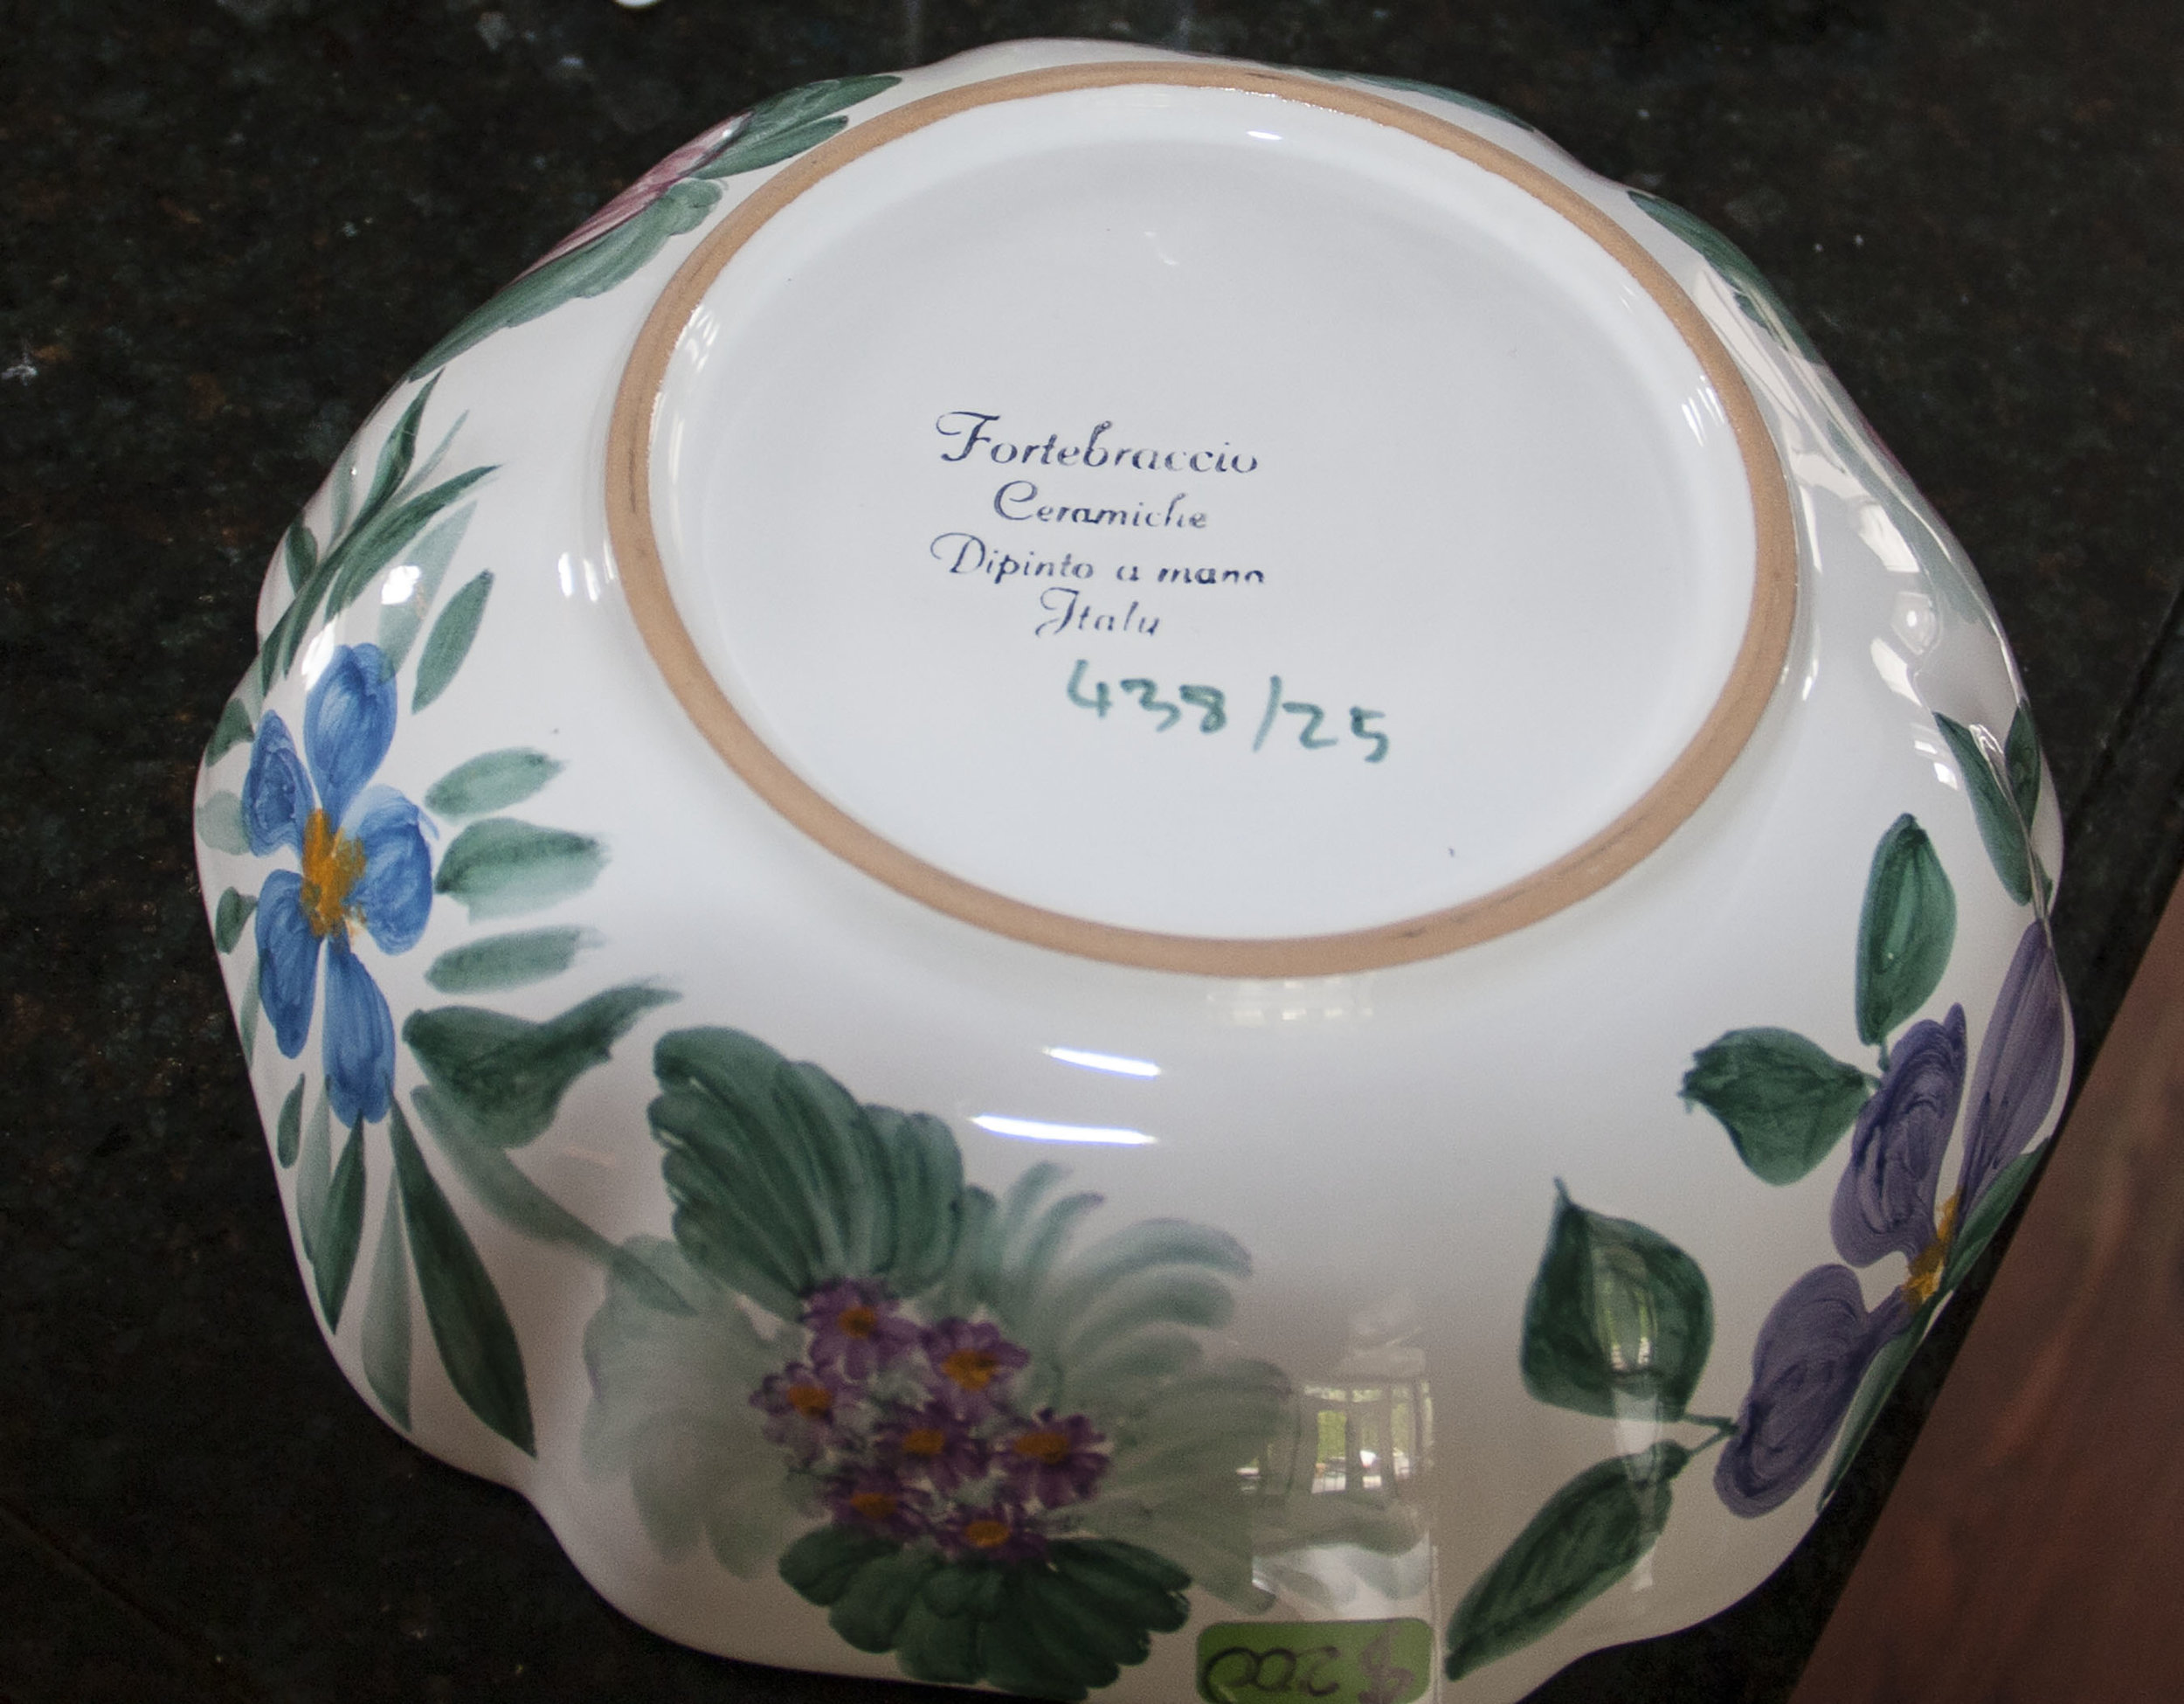 Fortebraccio
Ceramiche
Dipinto a mano
Italy
438/25